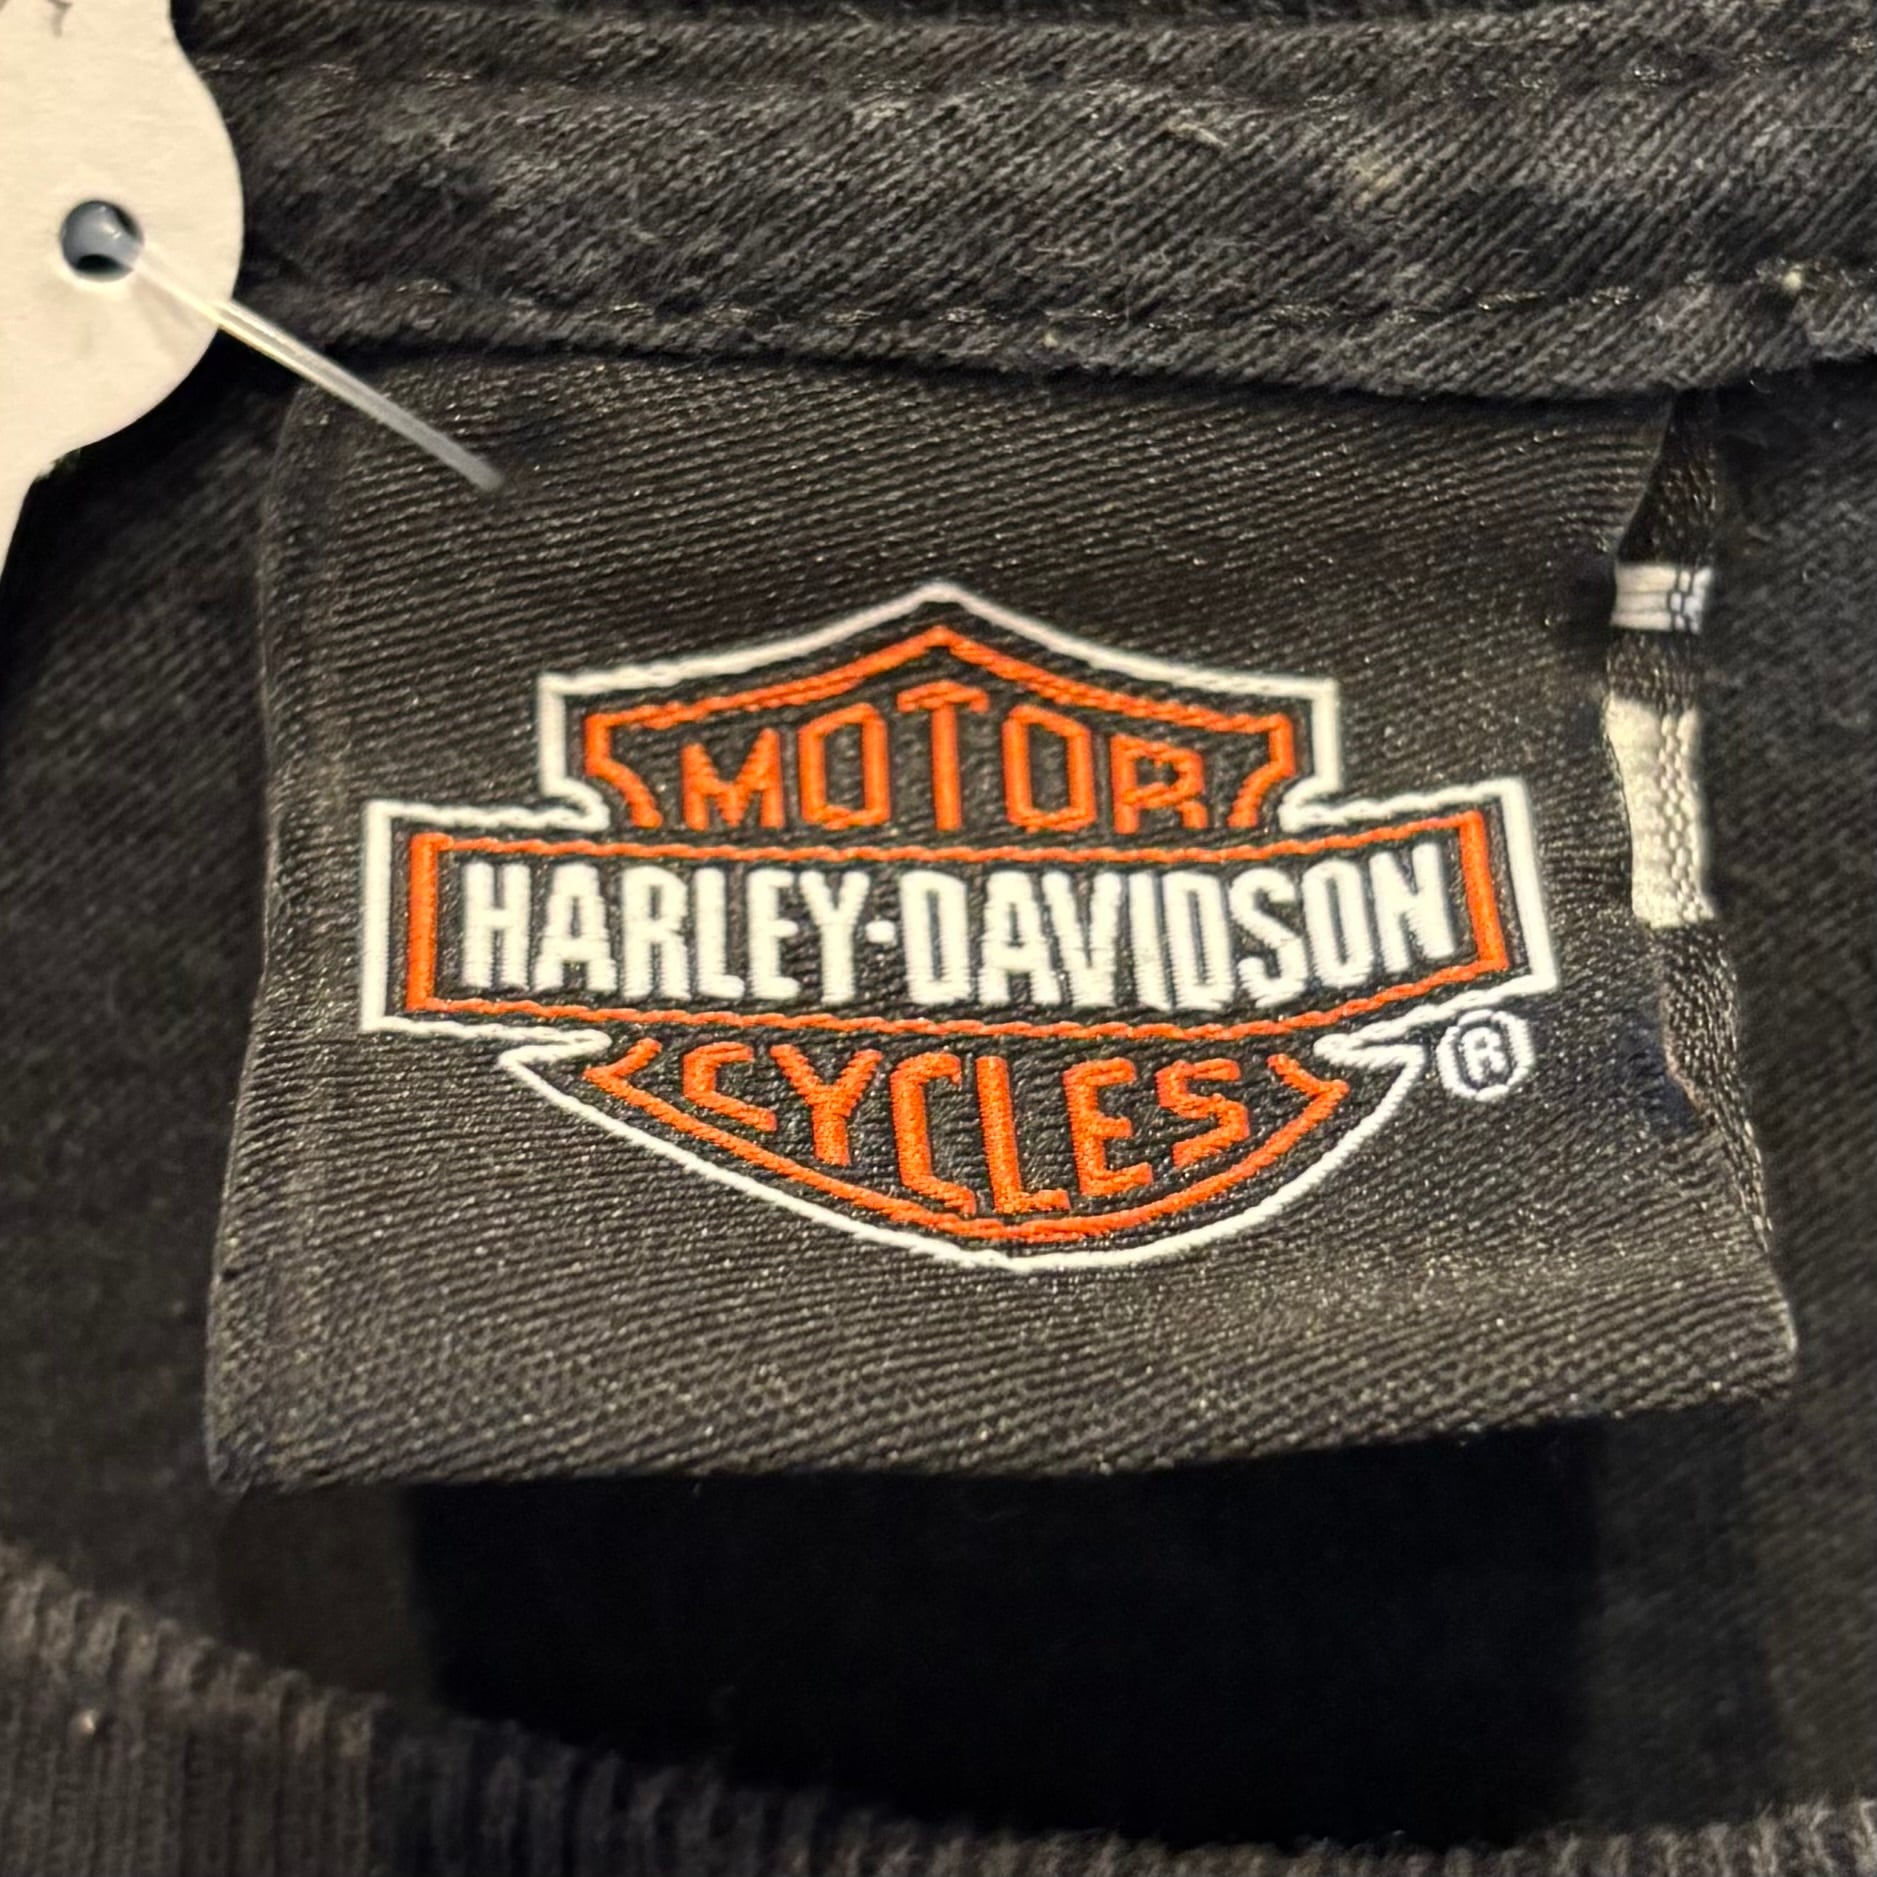 MOTOR
HARLEY-DAVIDSON
CYCLES
®